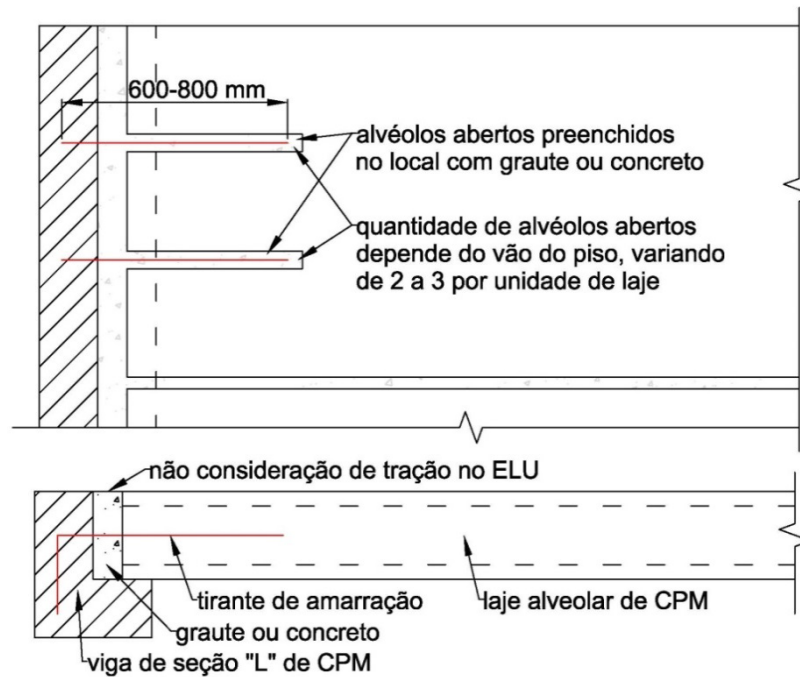 600-800 mm
alvéolos abertos preenchidos
no local com graute ou concreto
quantidade de alvéolos abertos
depende do vão do piso, variando
de 2 a 3 por unidade de laje
não consideração de tração no ELU
tirante de amarração
laje alveolar de CPM
graute ou concreto
viga de seção "L" de CPM